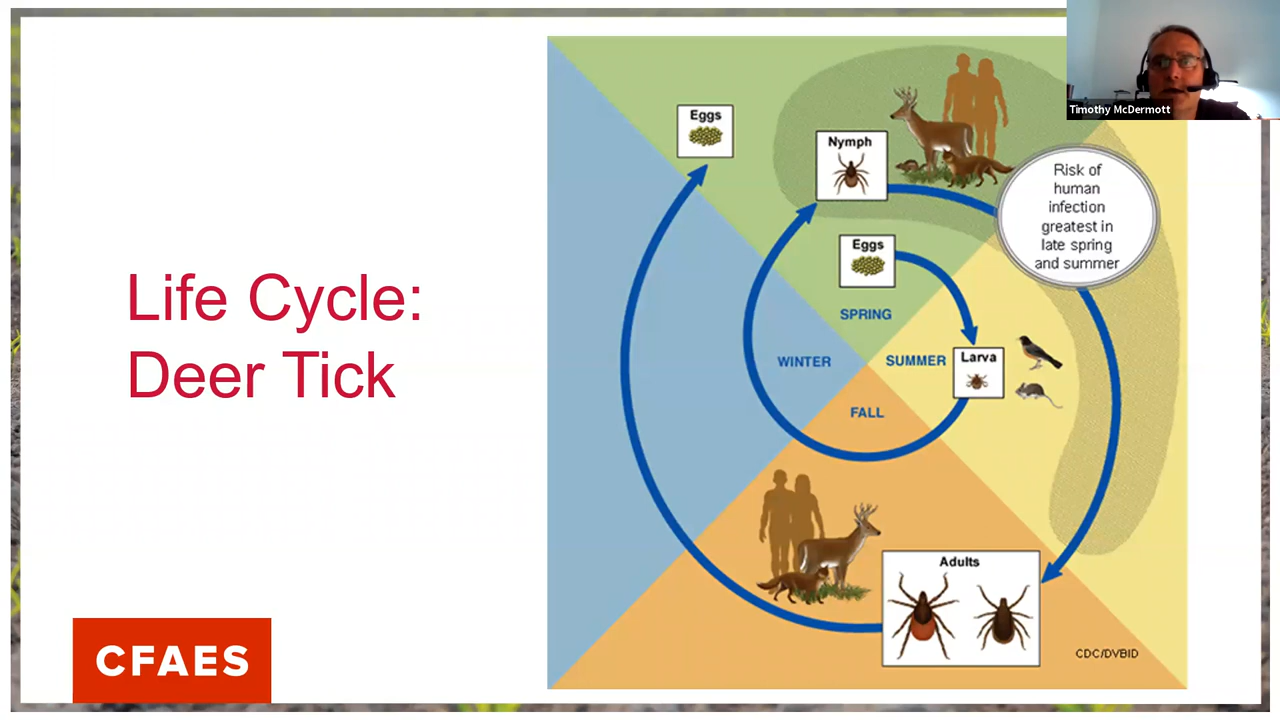 Life Cycle:
Deer Tick
CFAES
Eggs
Nymph
Eggs
SPRING
WINTER
SUMMER
FALL
Larva
Risk of
human
infection
greatest in
late spring
and summer
Adults
CDC/DVBID
Timothy McDermott